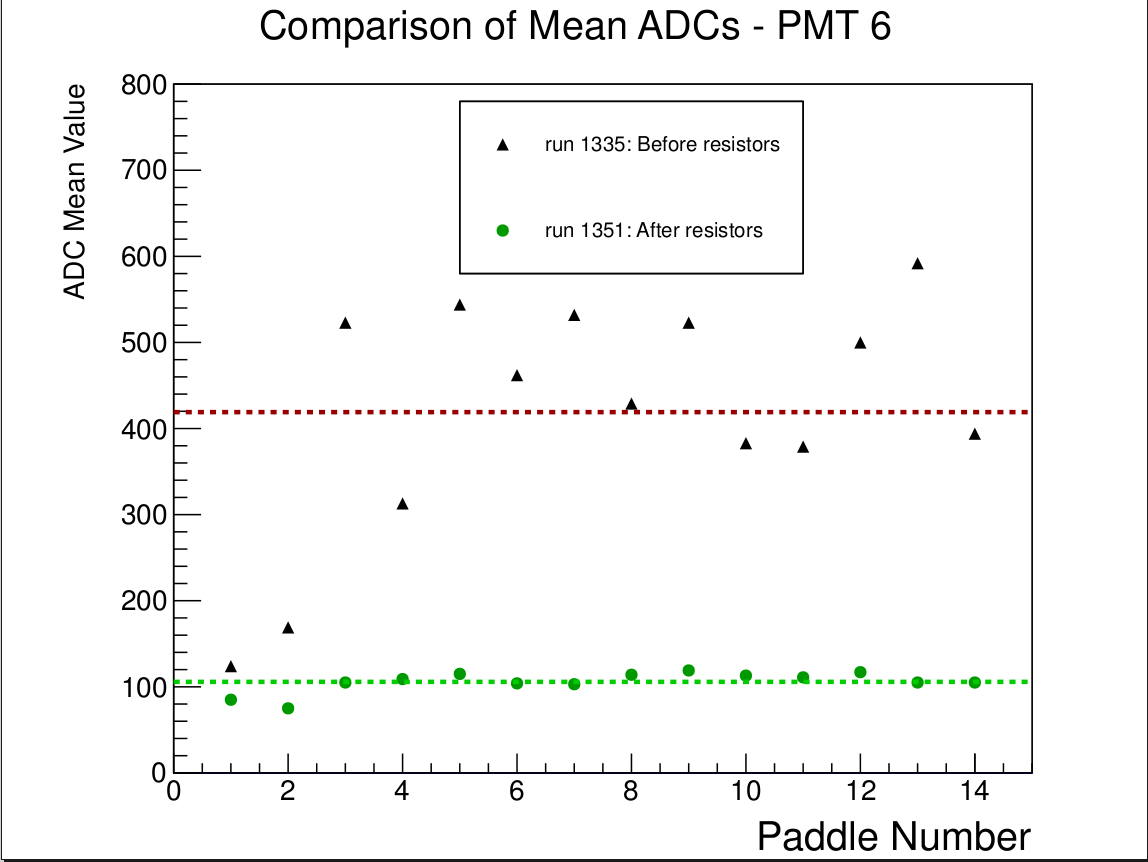 Comparison of Mean ADCs - PMT 6
ADC Mean Value
800
700
600
500
400
300
200
100
0
run 1335: Before resistors
run 1351: After resistors
0 2 4 6 8 10 12 14
Paddle Number